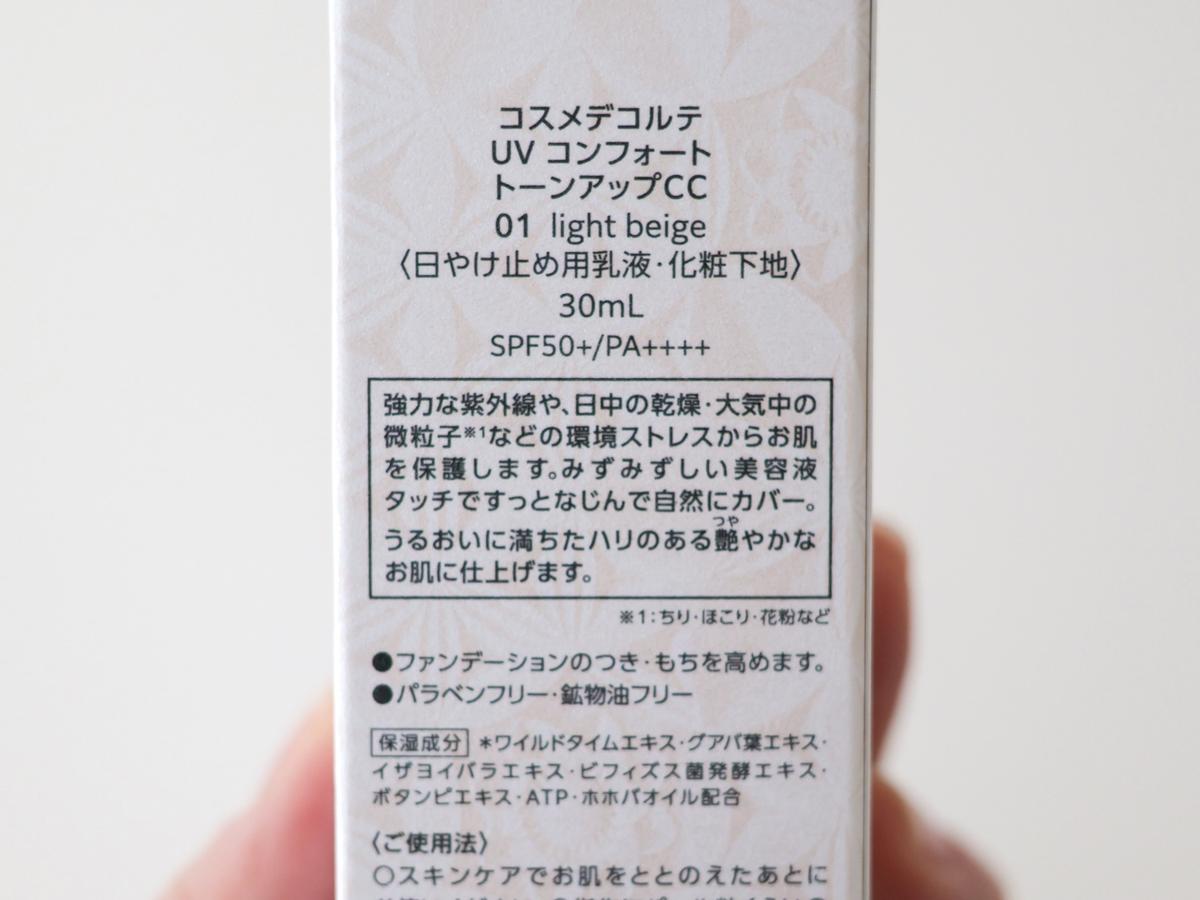 コスメデコルテ
UV コンフォート
トーンアップCC
01 light beige
〈日やけ止め用乳液・化粧下地〉
30mL
SPF50+/PA++++
強力な紫外線や、日中の乾燥・大気中の
微粒子※1などの環境ストレスからお肌
を保護します。みずみずしい美容液
タッチですっとなじんで自然にカバー。
つや
うるおいに満ちたハリのある艶やかな
お肌に仕上げます。
※1:ちり・ほこり・花粉など
●ファンデーションのつき・もちを高めます。
●パラベンフリー・鉱物油フリー
保湿成分 *ワイルドタイムエキス・グアバ葉エキス・
イザヨイバラエキス・ビフィズス菌発酵エキス・
ボタンピエキス・ATP・ホホバオイル配合
〈ご使用法〉
○スキンケアでお肌をととのえたあとに